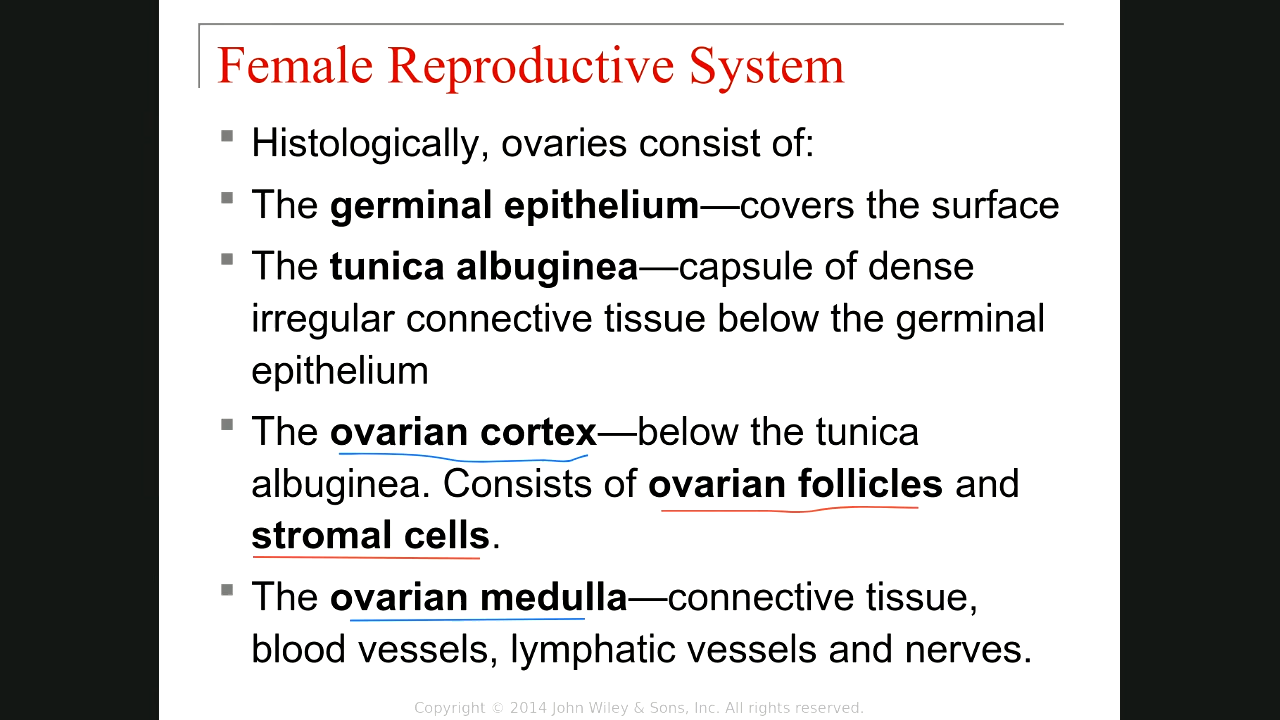 Female Reproductive System
Histologically, ovaries consist of:
The germinal epithelium—covers the surface
The tunica albuginea—capsule of dense
irregular connective tissue below the germinal
epithelium
The ovarian cortex—below the tunica
albuginea. Consists of ovarian follicles and
stromal cells.
The ovarian medulla—connective tissue,
blood vessels, lymphatic vessels and nerves.
Copyright © 2014 John Wiley & Sons, Inc. All rights reserved.